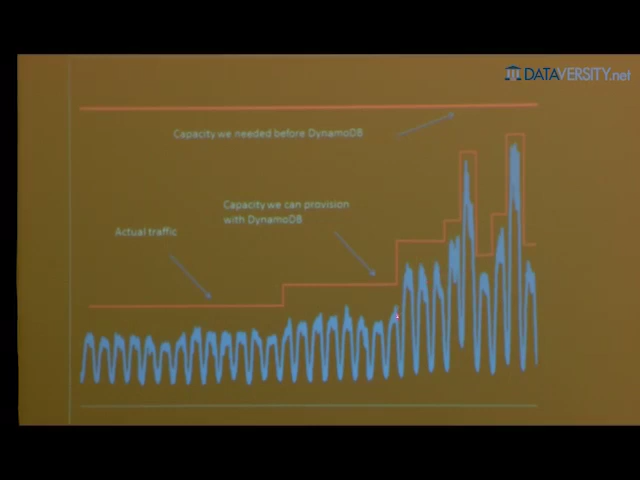 DATAVERSITY.net
Capacity we needed before DynamoDB
Capacity we can provision
with DynamoDB
Actual traffic